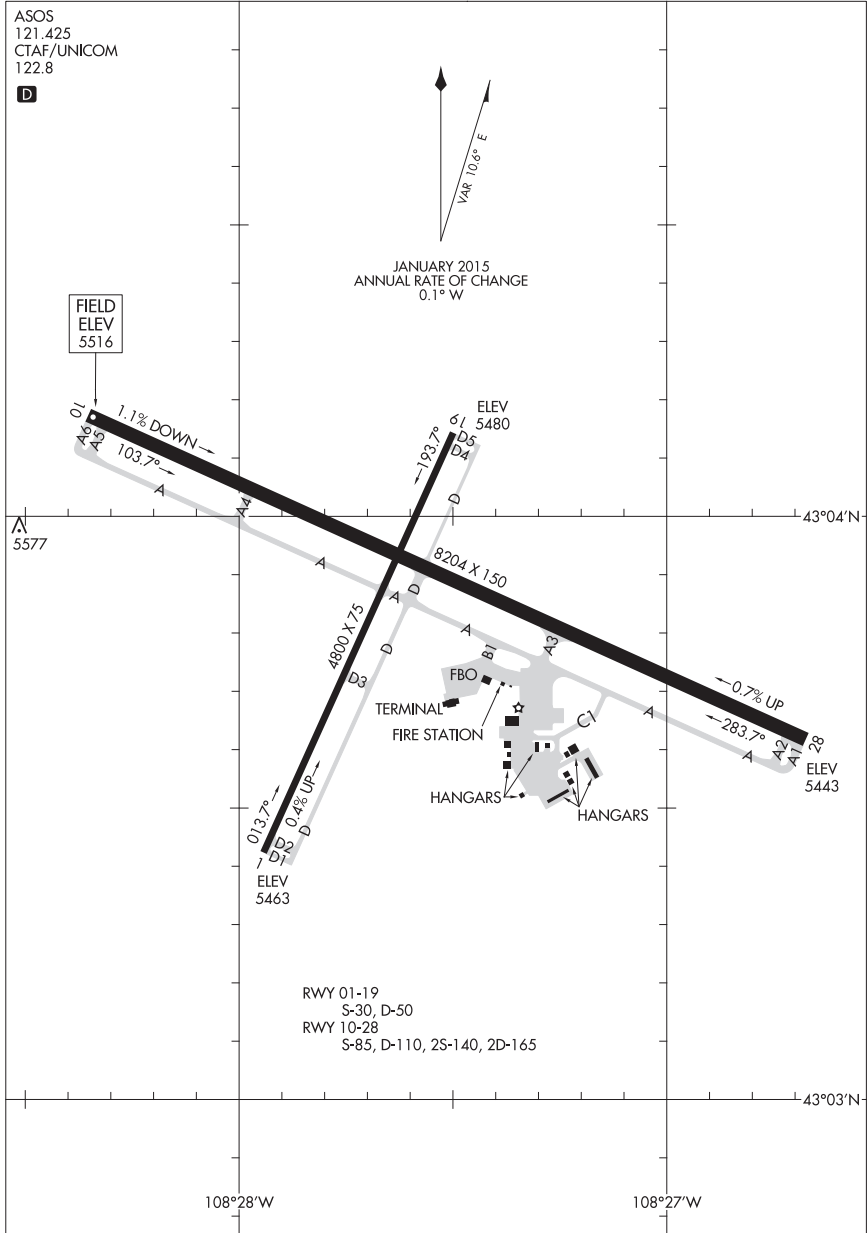 ASOS
121.425
CTAF/UNICOM
122.8
D
VAR 10.6° E
JANUARY 2015
ANNUAL RATE OF CHANGE
0.1° W
FIELD
ELEV
5516
10
1.1% DOWN
103.7°
A6
A5
A
A4
A
5577
19
ELEV
5480
D5
D4
193.7°
D
43°04'N
8204 X 150
A
D
A
4800 X 75
D
D3
B1
A3
FBO
TERMINAL
FIRE STATION
C1
A
0.7% UP
283.7°
A
A2
A1
28
ELEV
5443
HANGARS
HANGARS
013.7°
0.4% UP
D
D2
D1
1
ELEV
5463
RWY 01-19
S-30, D-50
RWY 10-28
S-85, D-110, 2S-140, 2D-165
43°03'N
108°28'W
108°27'W